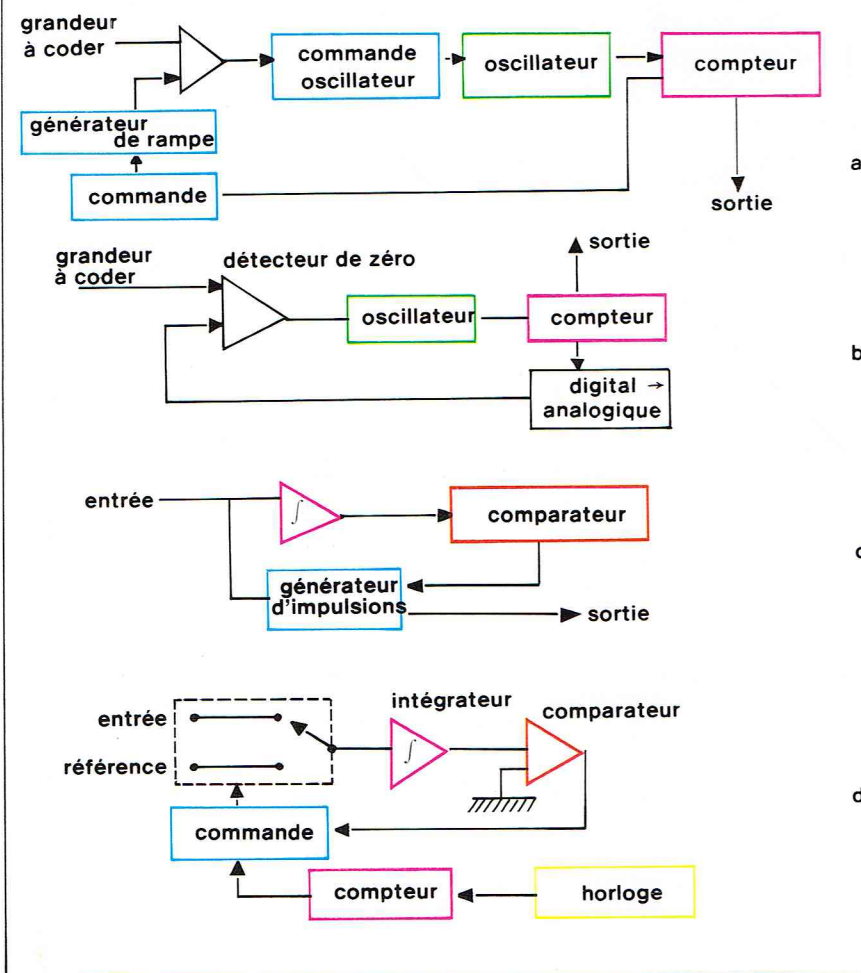 grandeur
à coder
commande
oscillateur
oscillateur
compteur
générateur
de rampe
commande
sortie
a
grandeur
à coder
détecteur de zéro
sortie
oscillateur
compteur
digital →
analogique
b
entrée
∫
comparateur
générateur
d'impulsions
sortie
c
entrée
référence
intégrateur
comparateur
∫
commande
compteur
horloge
d